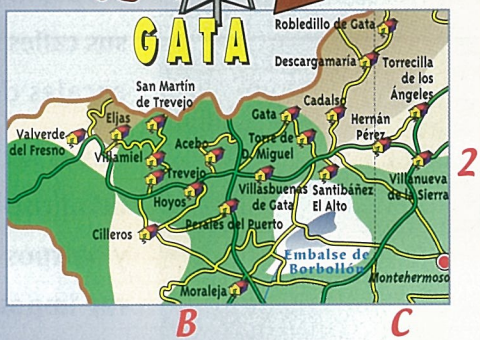 GATA
Robledillo de Gata
Descargamaría
Torrecilla
de los
Ángeles
San Martín
de Trevejo
Cadalso
Gata
Hernán
Pérez
Eljas
Valverde
del Fresno
Acebo
Torre de
D. Miguel
Villamiel
Trevejo
Villanueva
de la Sierra
2
Hoyos
Villasbuenas
de Gata
Santibáñez
El Alto
Perales del Puerto
Cilleros
Embalse de
Borbollón
Montehermoso
Moraleja
B
C